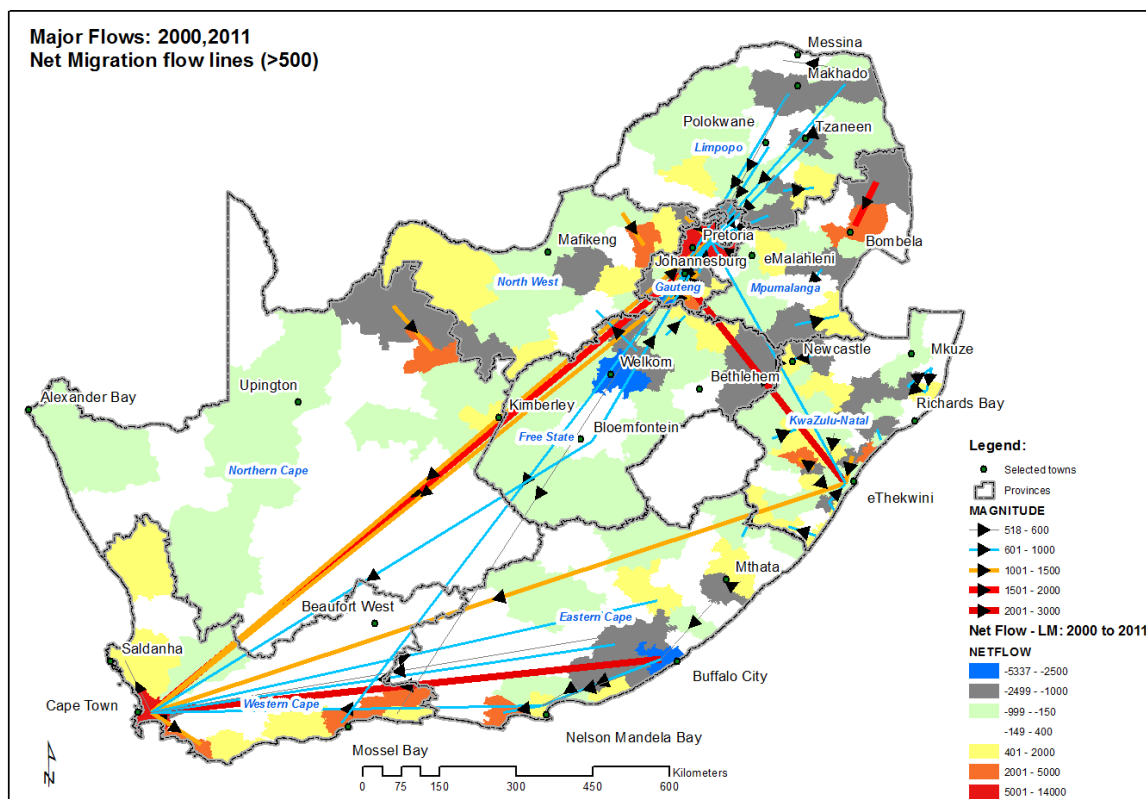 Major Flows: 2000,2011
Net Migration flow lines (>500)
Messina
Makhado
Polokwane
Tzaneen
Limpopo
Pretoria
Bombela
Mafikeng
Johannesburg
eMalahleni
North West
Gauteng
Mpumalanga
Newcastle
Mkuze
Welkom
Bethlehem
Upington
Alexander Bay
Kimberley
Richards Bay
Free State
Bloemfontein
KwaZulu-Natal
Northern Cape
eThekwini
Mthata
Beaufort West
Eastern Cape
Saldanha
Buffalo City
Cape Town
Western Cape
Nelson Mandela Bay
Mossel Bay
Legend:
Selected towns
Provinces
MAGNITUDE
518 - 600
601 - 1000
1001 - 1500
1501 - 2000
2001 - 3000
Net Flow - LM: 2000 to 2011
NETFLOW
-5337 - -2500
-2499 - -1000
-999 - -150
-149 - 400
401 - 2000
2001 - 5000
5001 - 14000
N
Kilometers
0 75 150 300 450 600